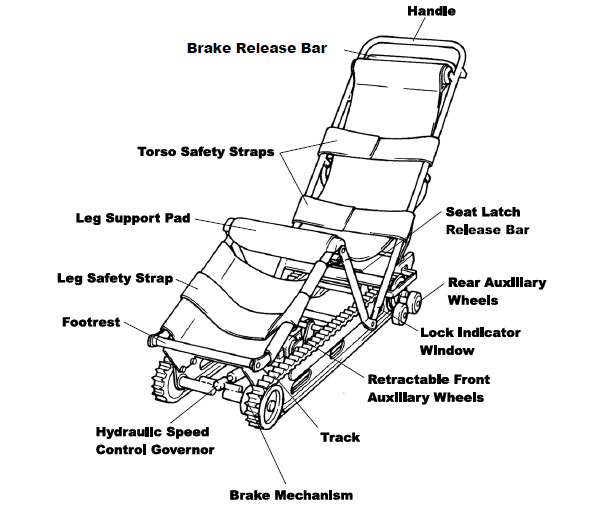 Handle
Brake Release Bar
Torso Safety Straps
Leg Support Pad
Seat Latch
Release Bar
Leg Safety Strap
Rear Auxiliary
Wheels
Footrest
Lock Indicator
Window
Retractable Front
Auxiliary Wheels
Hydraulic Speed
Control Governor
Track
Brake Mechanism